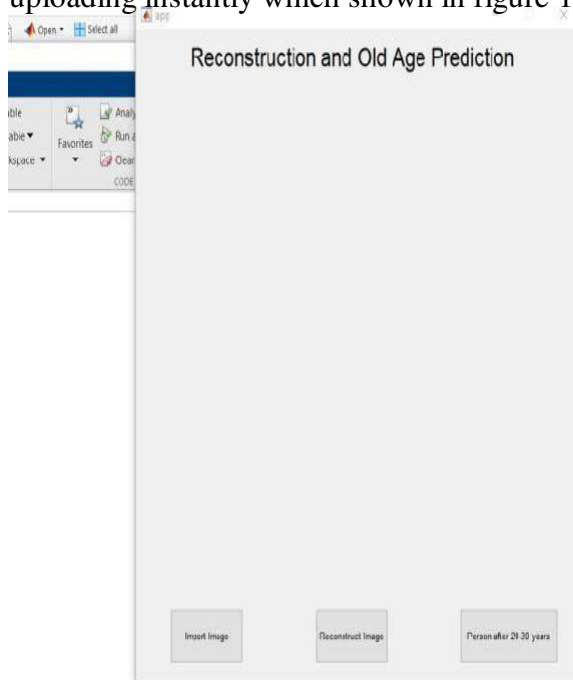 uploading instantly which shown in figure 1
Open Select all
app X
Reconstruction and Old Age Prediction
Favorites
CODE
Import Image
Reconstruct Image
Person after 20-30 years